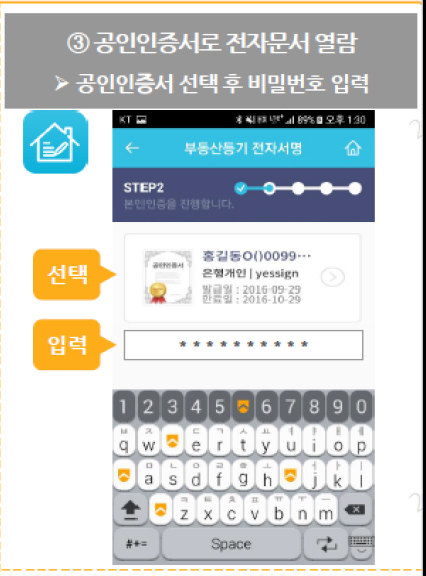 ③ 공인인증서로 전자문서 열람
➤ 공인인증서 선택 후 비밀번호 입력
KT 89% 오후 1:30
부동산등기 전자서명
STEP2
본인인증을 진행합니다.
선택
공인인증서
홍길동()0099···
은행개인 | yessign
발급일 : 2016-09-29
만료일 : 2016-10-29
입력
* * * * * * * * * *
1 2 3 4 5 6 7 8 9 0
q w e r t y u i o p
a s d f g h j k l
z x c v b n m
#+= Space